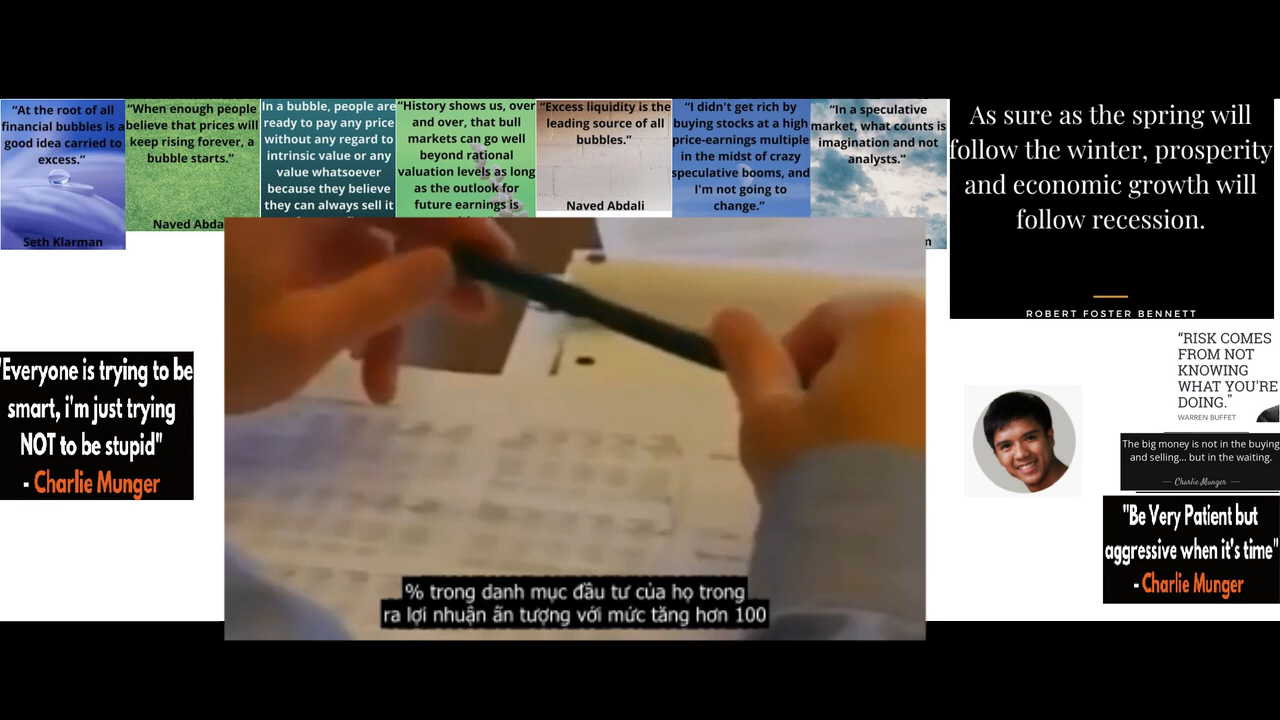 “At the root of all
financial bubbles is a
good idea carried to
excess.”
Seth Klarman
“When enough people
believe that prices will
keep rising forever, a
bubble starts.”
Naved Abda
In a bubble, people are
ready to pay any price
without any regard to
intrinsic value or any
value whatsoever
because they believe
they can always sell it
“History shows us, over
and over, that bull
markets can go well
beyond rational
valuation levels as long
as the outlook for
future earnings is
“Excess liquidity is the
leading source of all
bubbles.”
Naved Abdali
“I didn't get rich by
buying stocks at a high
price-earnings multiple
in the midst of crazy
speculative booms, and
I'm not going to
change.”
“In a speculative
market, what counts is
imagination and not
analysts.”
m
As sure as the spring will
follow the winter, prosperity
and economic growth will
follow recession.
ROBERT FOSTER BENNETT
"Everyone is trying to be
smart, i'm just trying
NOT to be stupid"
- Charlie Munger
“RISK COMES
FROM NOT
KNOWING
WHAT YOU'RE
DOING.”
WARREN BUFFET
The big money is not in the buying
and selling... but in the waiting.
— Charlie Munger —
"Be Very Patient but
aggressive when it's time"
- Charlie Munger
% trong danh mục đầu tư của họ trong
ra lợi nhuận ấn tượng với mức tăng hơn 100